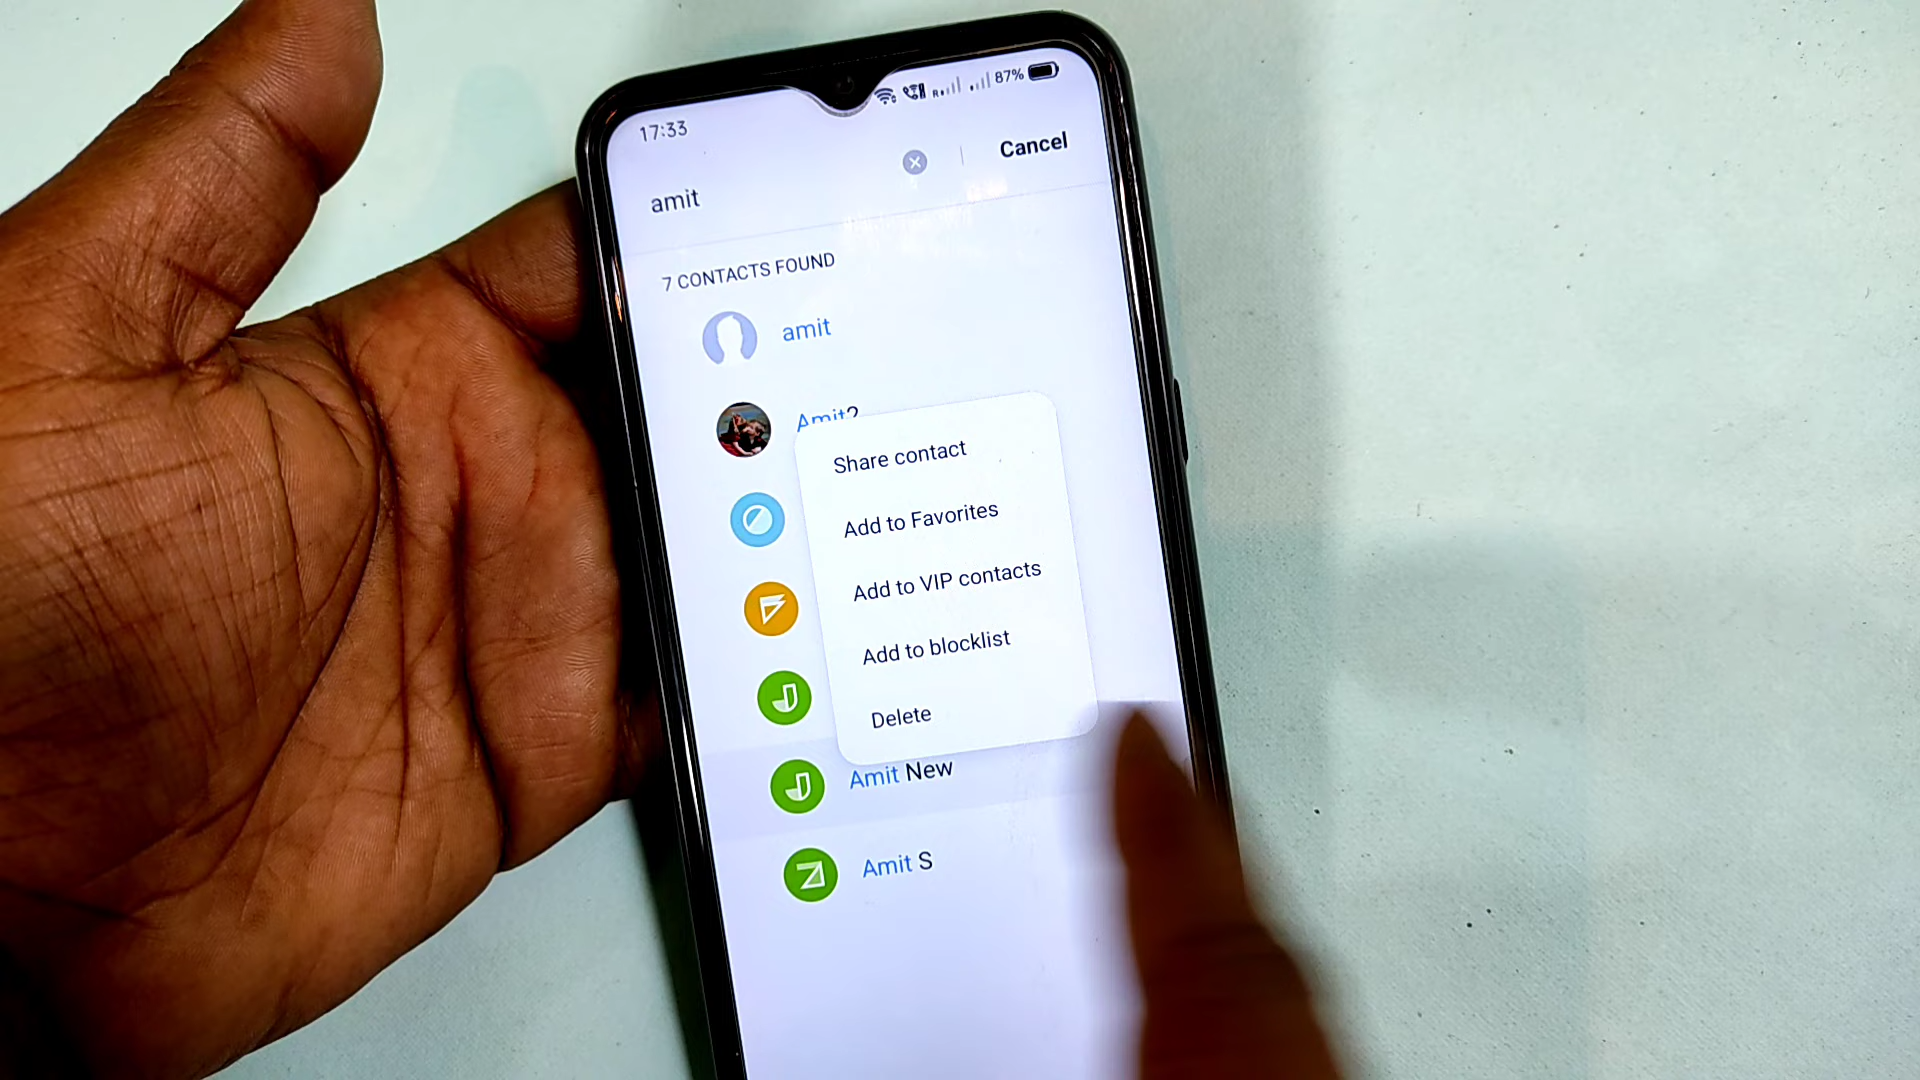 17:33
R
87%
amit
Cancel
7 CONTACTS FOUND
amit
Amit2
Share contact
Add to Favorites
Add to VIP contacts
Add to blocklist
Delete
Amit New
Amit S